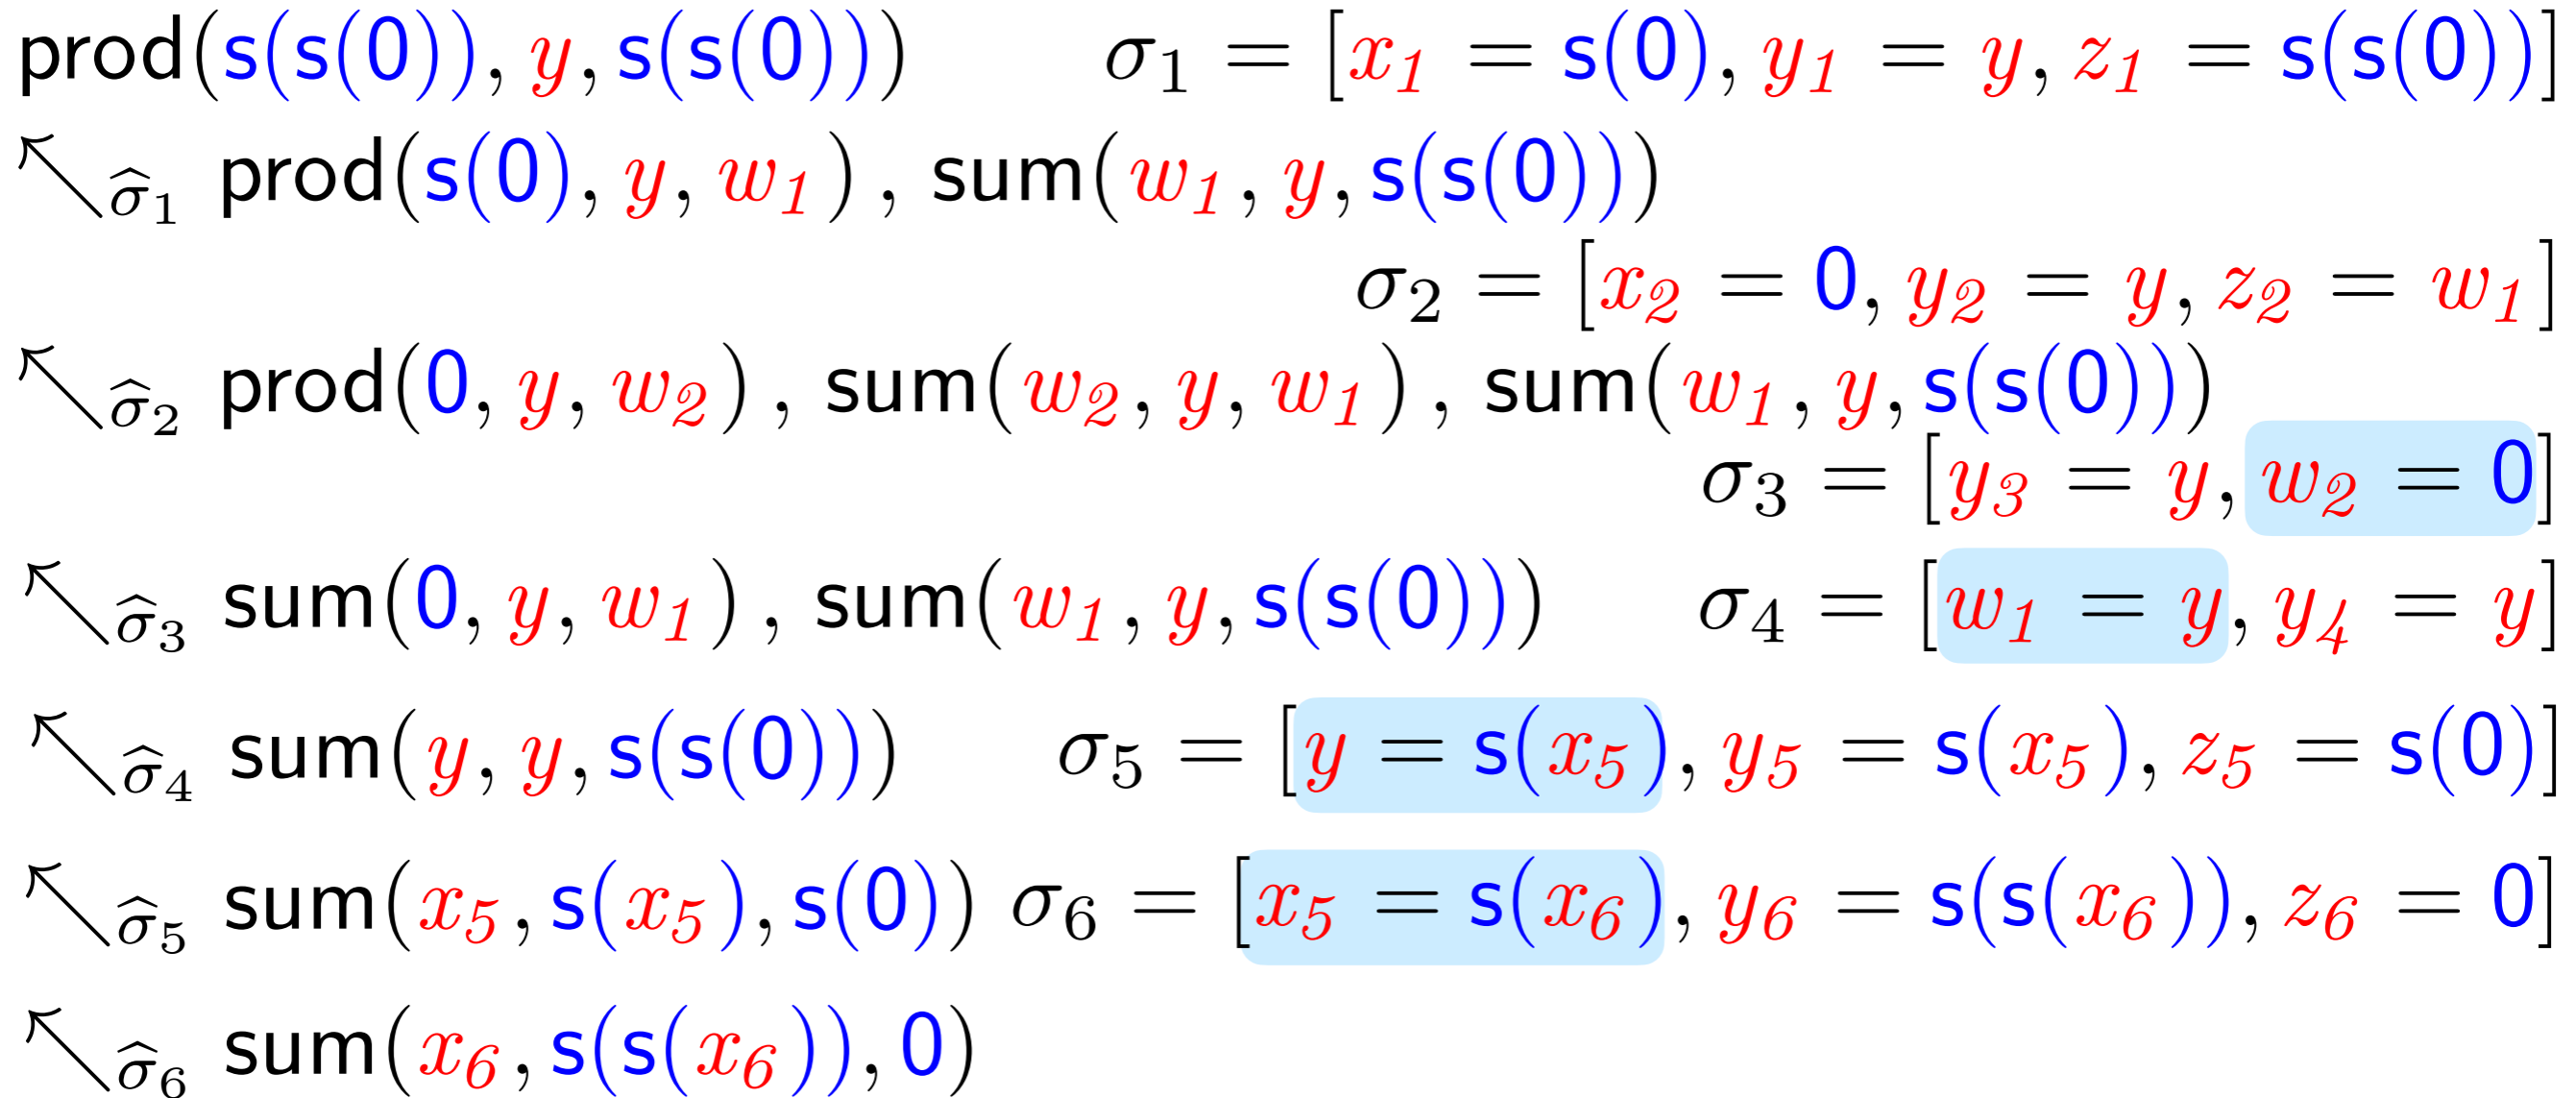 prod(s(s(0)), y, s(s(0))) σ₁ = [x₁ = s(0), y₁ = y, z₁ = s(s(0))]
↖σ̂₁ prod(s(0), y, w₁) , sum(w₁, y, s(s(0)))
σ₂ = [x₂ = 0, y₂ = y, z₂ = w₁]
↖σ̂₂ prod(0, y, w₂) , sum(w₂, y, w₁) , sum(w₁, y, s(s(0)))
σ₃ = [y₃ = y, w₂ = 0]
↖σ̂₃ sum(0, y, w₁) , sum(w₁, y, s(s(0))) σ₄ = [w₁ = y, y₄ = y]
↖σ̂₄ sum(y, y, s(s(0))) σ₅ = [y = s(x₅), y₅ = s(x₅), z₅ = s(0)]
↖σ̂₅ sum(x₅, s(x₅), s(0)) σ₆ = [x₅ = s(x₆), y₆ = s(s(x₆)), z₆ = 0]
↖σ̂₆ sum(x₆, s(s(x₆)), 0)